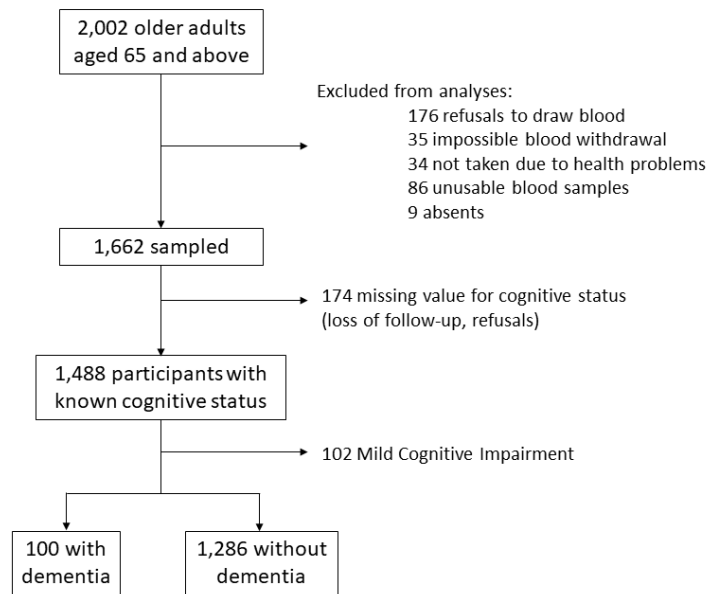 2,002 older adults
aged 65 and above
Excluded from analyses:
176 refusals to draw blood
35 impossible blood withdrawal
34 not taken due to health problems
86 unusable blood samples
9 absents
1,662 sampled
174 missing value for cognitive status
(loss of follow-up, refusals)
1,488 participants with
known cognitive status
102 Mild Cognitive Impairment
100 with
dementia
1,286 without
dementia